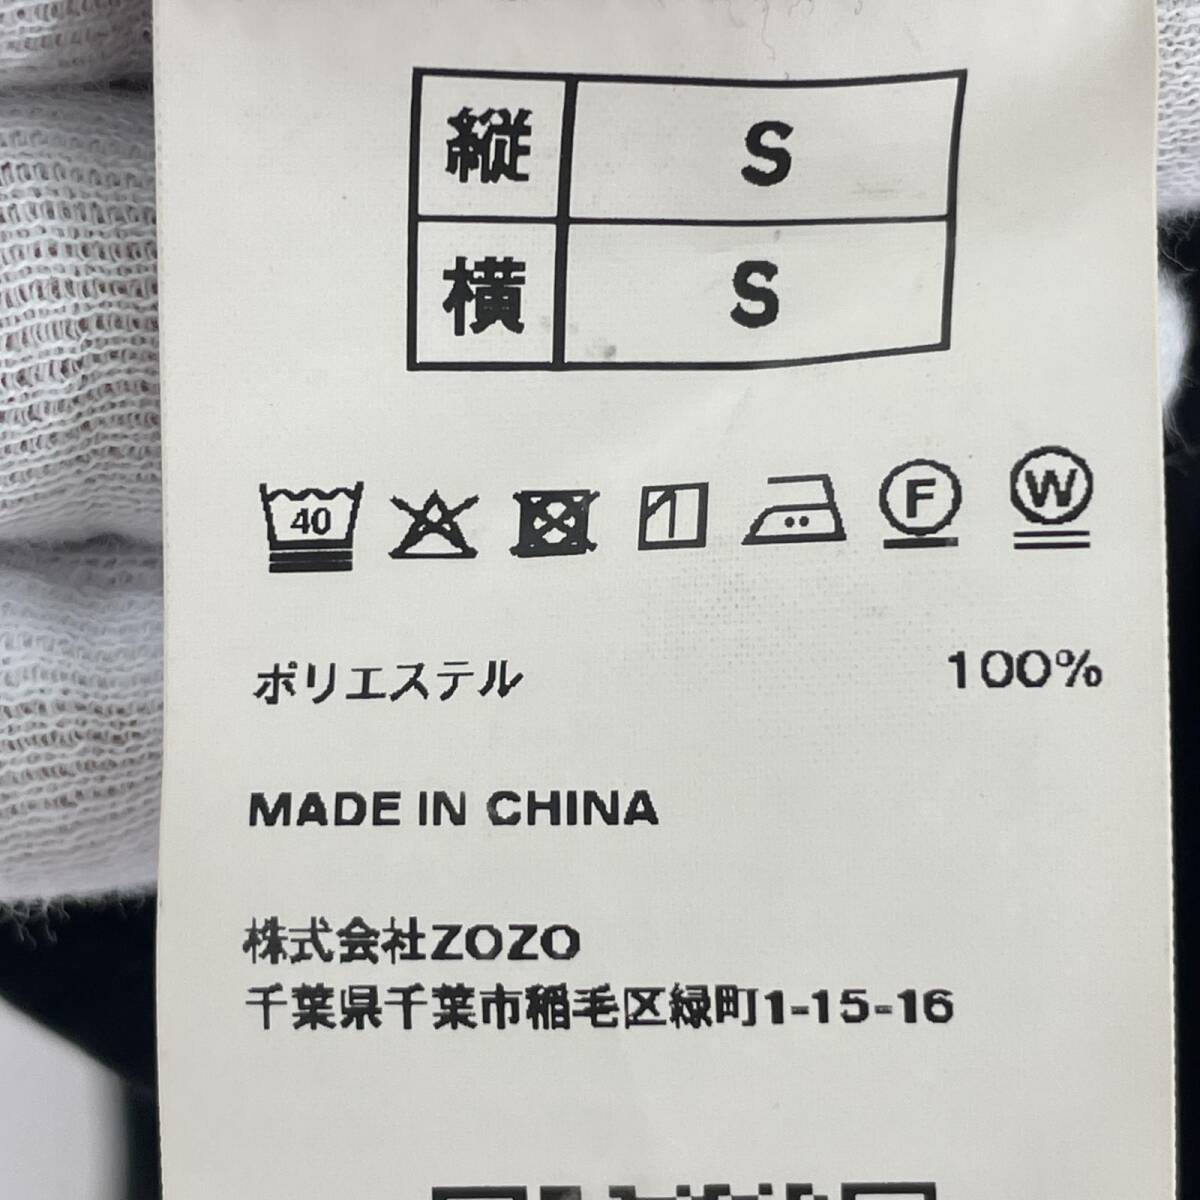 縦 S
横 S
40 F W
ポリエステル 100%
MADE IN CHINA
株式会社ZOZO
千葉県千葉市稲毛区緑町1-15-16